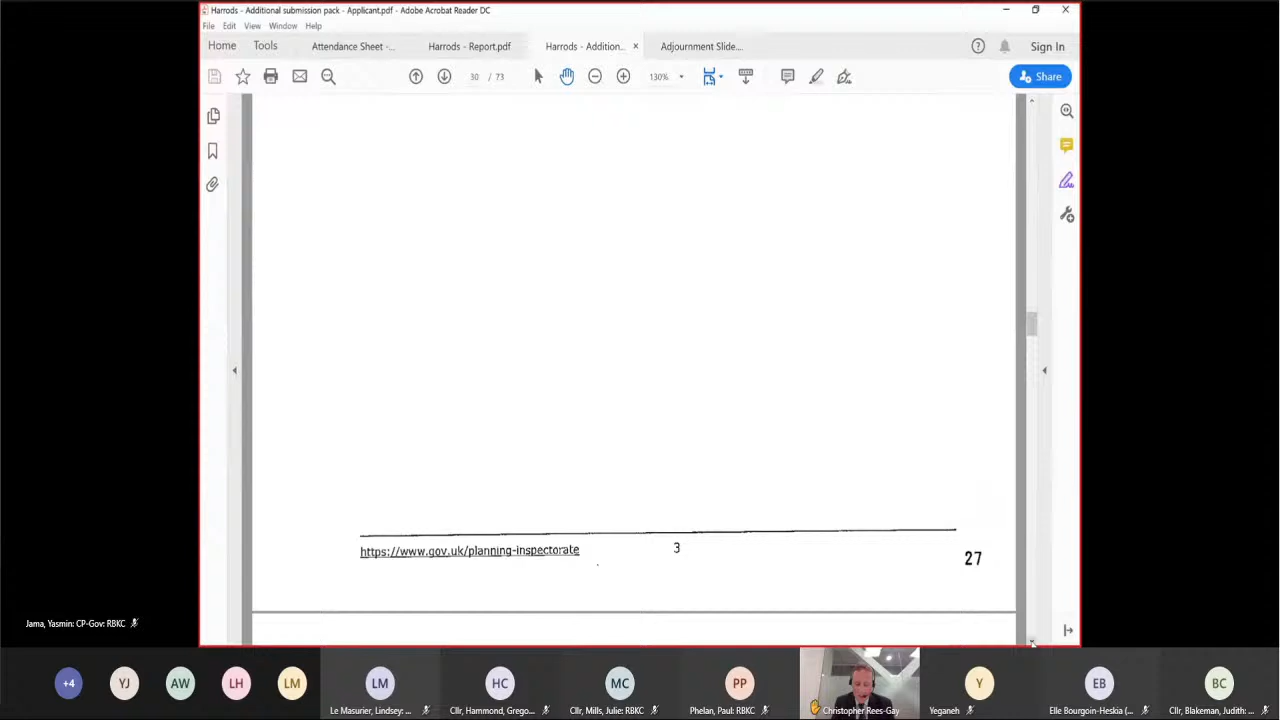 Harrods - Additional submission pack - Applicant.pdf - Adobe Acrobat Reader DC
File Edit View Window Help
Home Tools Attendance Sheet -... Harrods - Report.pdf Harrods - Addition... × Adjournment Slide.... Sign In
30 / 73 130% Share
https://www.gov.uk/planning-inspectorate 3 27
Jama, Yasmin: CP-Gov: RBKC
+4 YJ AW LH LM LM HC MC PP Y EB BC
Le Masurier, Lindsey: ... Cllr, Hammond, Grego... Cllr, Mills, Julie: RBKC Phelan, Paul: RBKC Christopher Rees-Gay Yeganeh Elle Bourgoin-Heskia (... Cllr, Blakeman, Judith: ...